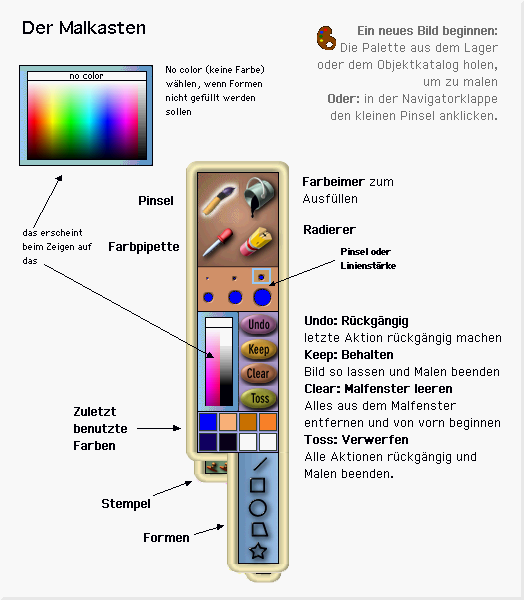 Der Malkasten
Ein neues Bild beginnen:
Die Palette aus dem Lager
oder dem Objektkatalog holen,
um zu malen
Oder: in der Navigatorklappe
den kleinen Pinsel anklicken.
no color
No color (keine Farbe)
wählen, wenn Formen
nicht gefüllt werden
sollen
Pinsel
Farbeimer zum
Ausfüllen
das erscheint
beim Zeigen auf
das
Farbpipette
Radierer
Pinsel oder
Linienstärke
Undo
Keep
Clear
Toss
Undo: Rückgängig
letzte Aktion rückgängig machen
Keep: Behalten
Bild so lassen und Malen beenden
Clear: Malfenster leeren
Alles aus dem Malfenster
entfernen und von vorn beginnen
Toss: Verwerfen
Alle Aktionen rückgängig und
Malen beenden.
Zuletzt
benutzte
Farben
Stempel
Formen